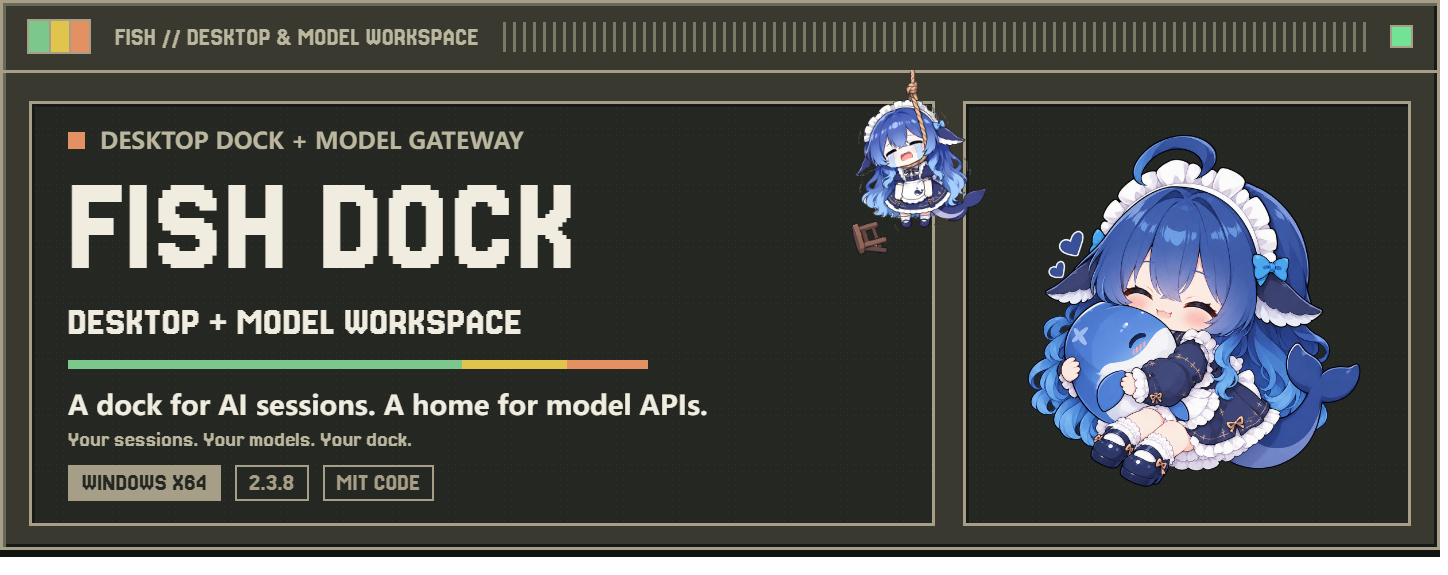 FISH // DESKTOP & MODEL WORKSPACE
DESKTOP DOCK + MODEL GATEWAY
FISH DOCK
DESKTOP + MODEL WORKSPACE
A dock for AI sessions. A home for model APIs.
Your sessions. Your models. Your dock.
WINDOWS X64
2.3.8
MIT CODE